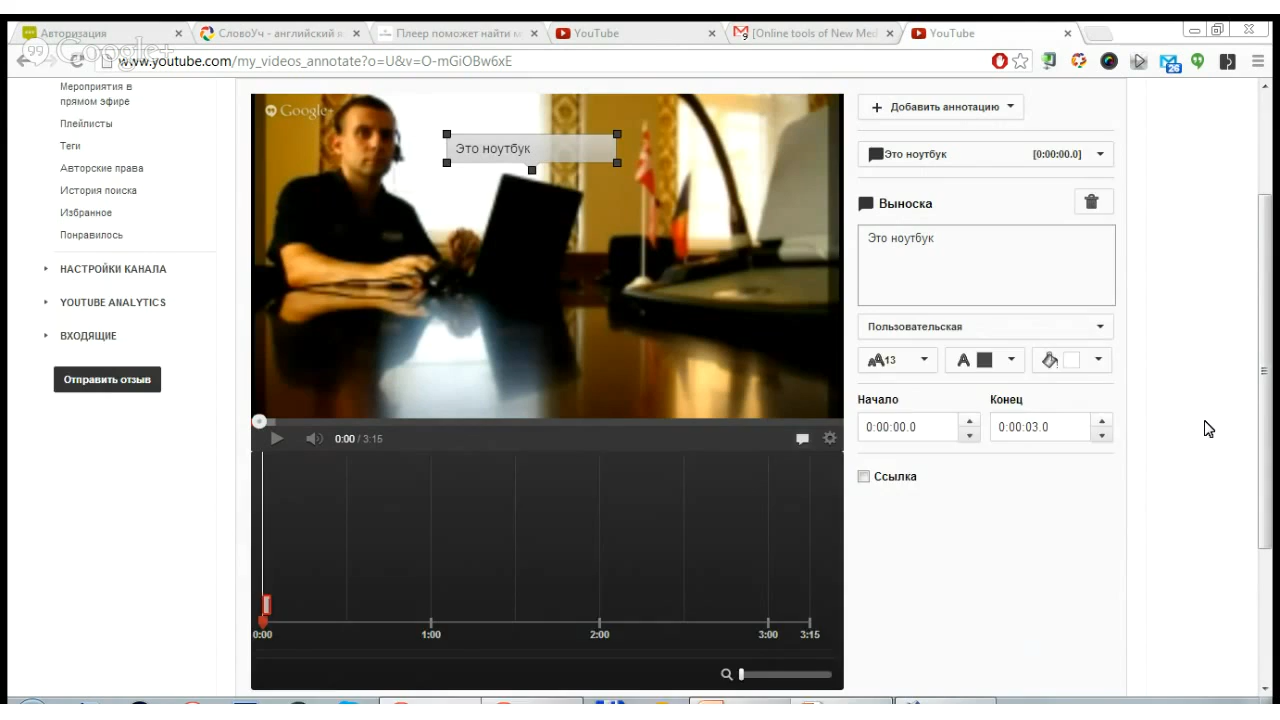 Авторизация
СловоУч - английский в
Плеер поможет найти м
YouTube
[Online tools of New Med
YouTube
Google+
www.youtube.com/my_videos_annotate?o=U&v=O-mGiOBw6xE
26
Мероприятия в
прямом эфире
Плейлисты
Теги
Авторские права
История поиска
Избранное
Понравилось
НАСТРОЙКИ КАНАЛА
YOUTUBE ANALYTICS
ВХОДЯЩИЕ
Отправить отзыв
Google+
Это ноутбук
0:00 / 3:15
0:00
1:00
2:00
3:00
3:15
Добавить аннотацию
Это ноутбук
[0:00:00.0]
Выноска
Это ноутбук
Пользовательская
AA13
A
Начало
Конец
0:00:00.0
0:00:03.0
Ссылка